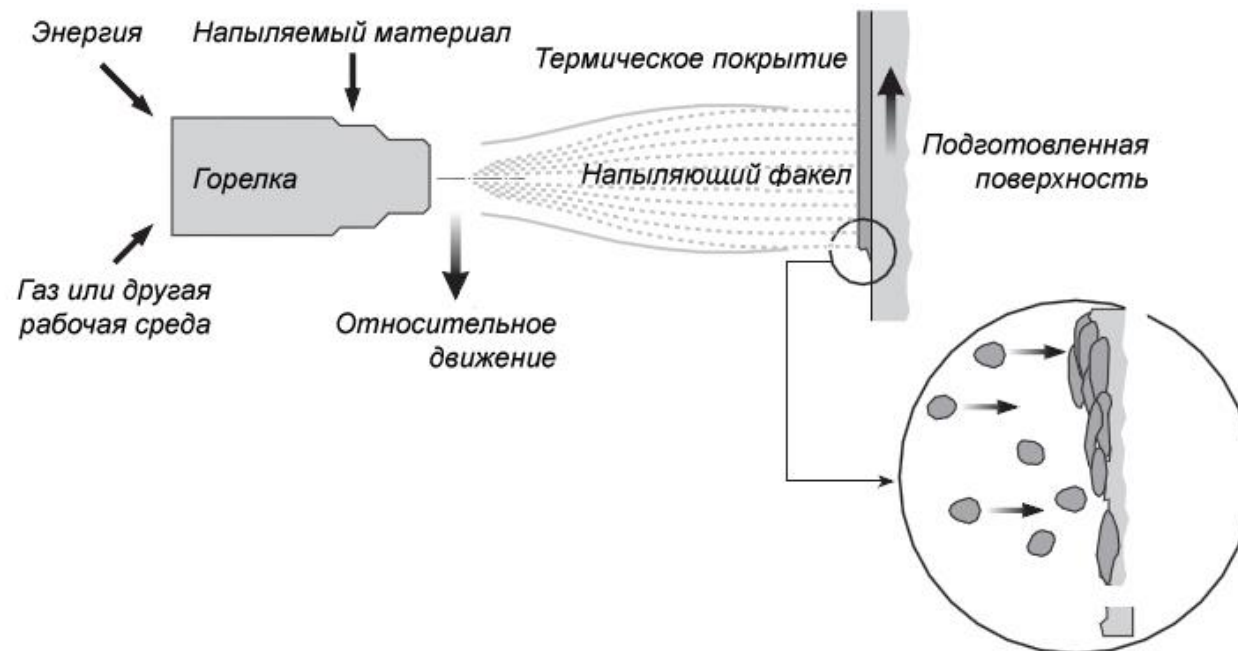 Энергия
Напыляемый материал
Термическое покрытие
Горелка
Напыляющий факел
Подготовленная
поверхность
Газ или другая
рабочая среда
Относительное
движение